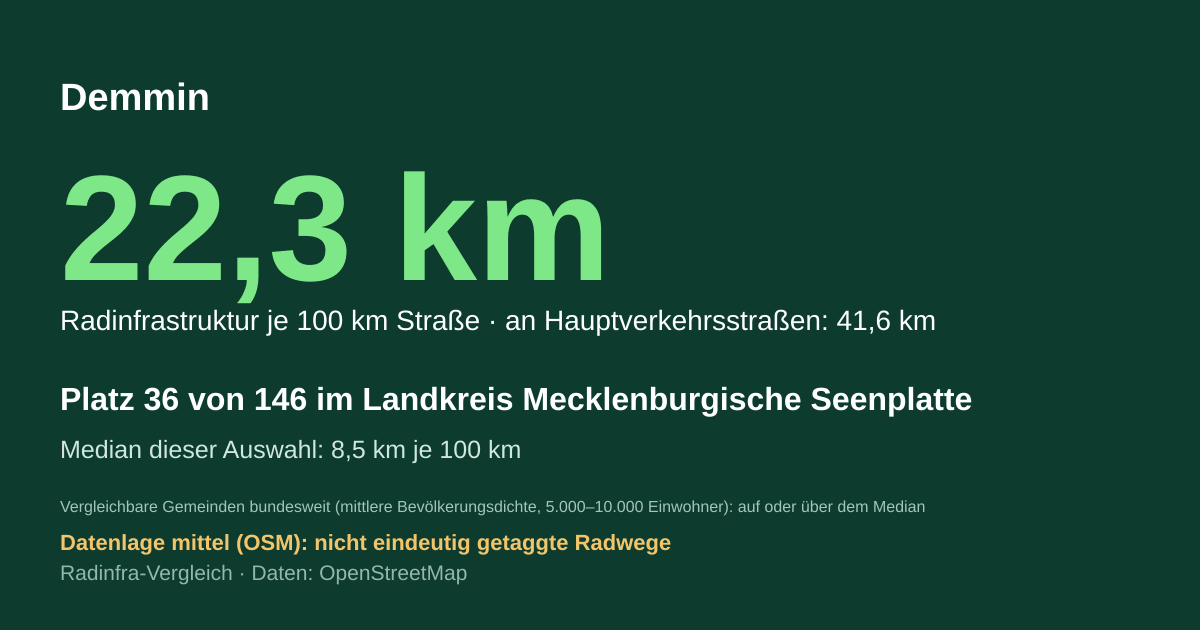 Demmin
22,3 km
Radinfrastruktur je 100 km Straße · an Hauptverkehrsstraßen: 41,6 km
Platz 36 von 146 im Landkreis Mecklenburgische Seenplatte
Median dieser Auswahl: 8,5 km je 100 km
Vergleichbare Gemeinden bundesweit (mittlere Bevölkerungsdichte, 5.000–10.000 Einwohner): auf oder über dem Median
Datenlage mittel (OSM): nicht eindeutig getaggte Radwege
Radinfra-Vergleich · Daten: OpenStreetMap